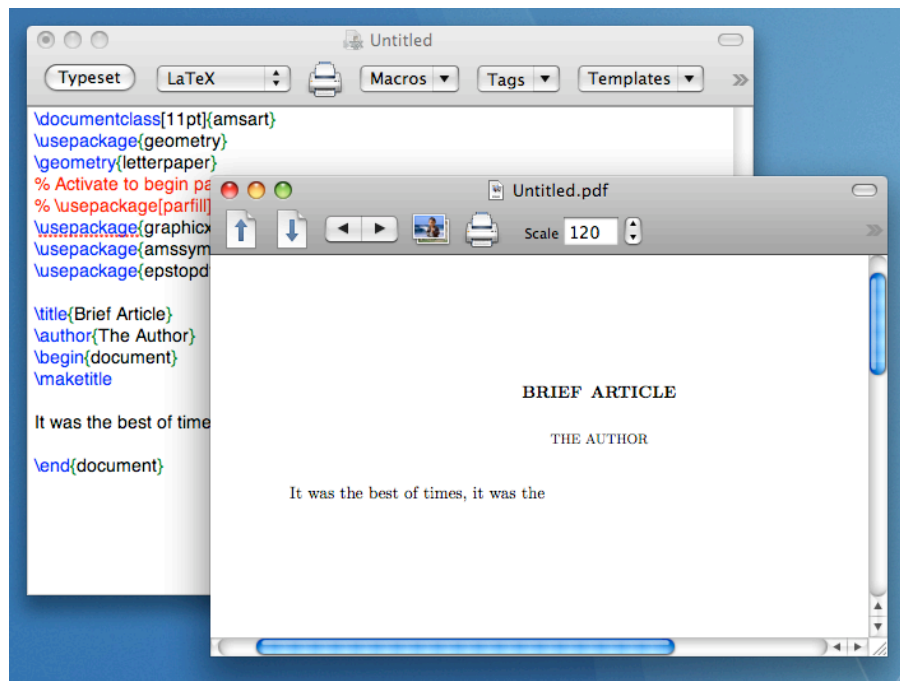 Untitled
Typeset LaTeX Macros Tags Templates »
\documentclass[11pt]{amsart}
\usepackage{geometry}
\geometry{letterpaper}
% Activate to begin pa
% \usepackage[parfill]
\usepackage{graphicx
\usepackage{amssym
\usepackage{epstopd
\title{Brief Article}
\author{The Author}
\begin{document}
\maketitle
It was the best of time
\end{document}
Untitled.pdf
Scale 120 »
BRIEF ARTICLE
THE AUTHOR
It was the best of times, it was the